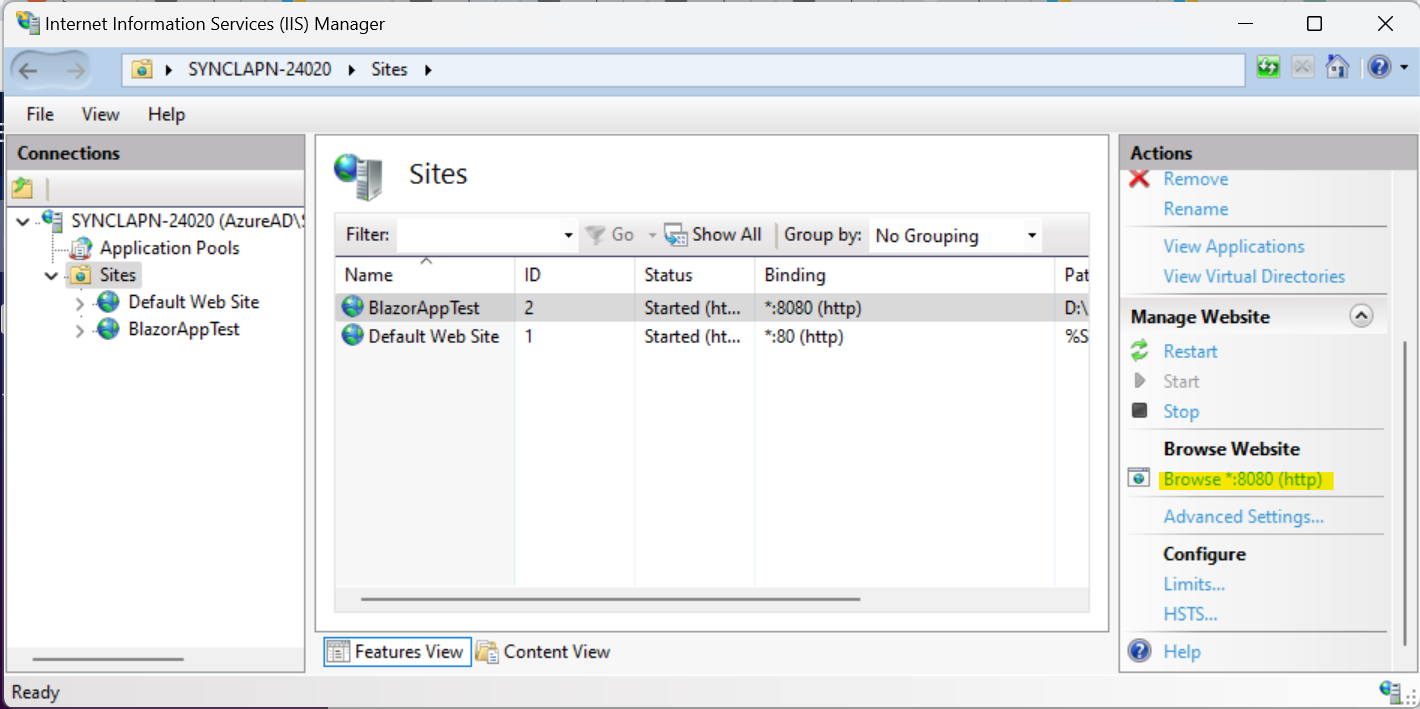 Internet Information Services (IIS) Manager
SYNCLAPN-24020 Sites
File View Help
Connections
SYNCLAPN-24020 (AzureAD\
Application Pools
Sites
Default Web Site
BlazorAppTest
Sites
Filter: Go Show All Group by: No Grouping
Name ID Status Binding Pat
BlazorAppTest 2 Started (ht... *:8080 (http) D:\
Default Web Site 1 Started (ht... *:80 (http) %S
Features View Content View
Actions
Remove
Rename
View Applications
View Virtual Directories
Manage Website
Restart
Start
Stop
Browse Website
Browse *:8080 (http)
Advanced Settings...
Configure
Limits...
HSTS...
Help
Ready